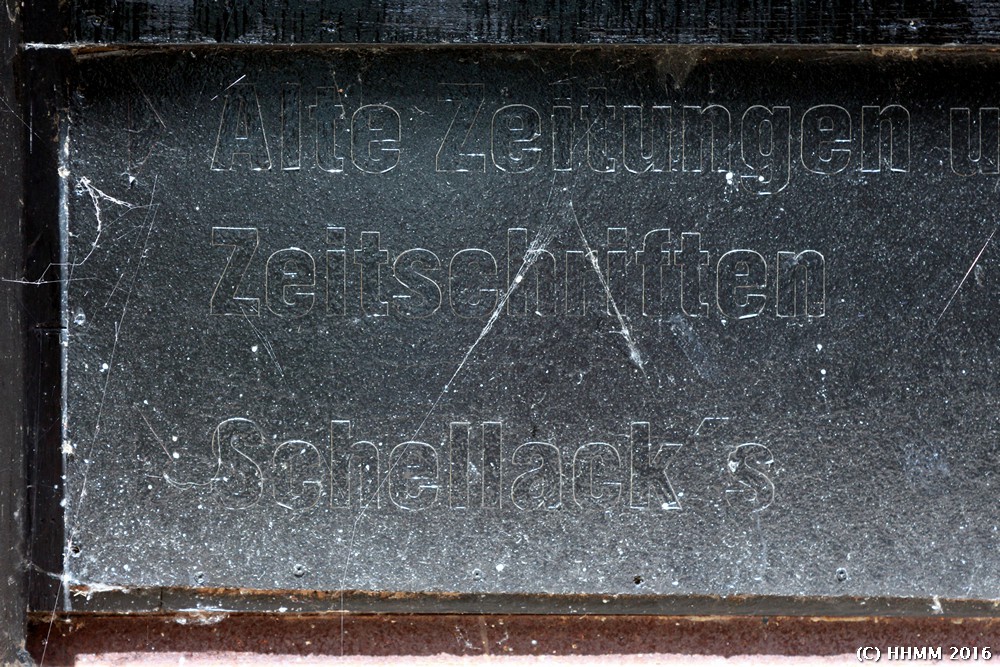 Alte Zeitungen u
Zeitschriften
Schellack´s
(C) HHMM 2016